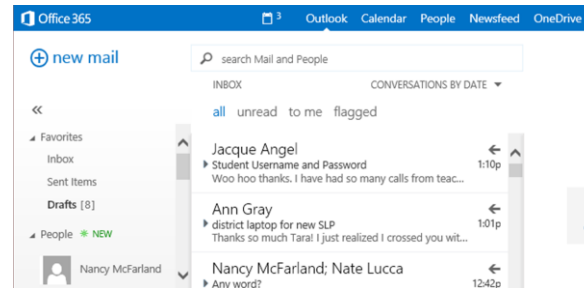 Office 365
3 Outlook Calendar People Newsfeed OneDrive
new mail
search Mail and People
INBOX CONVERSATIONS BY DATE
all unread to me flagged
Favorites
Inbox
Sent Items
Drafts [8]
People NEW
Nancy McFarland
Jacque Angel
Student Username and Password 1:10p
Woo hoo thanks. I have had so many calls from teac...
Ann Gray
district laptop for new SLP 1:01p
Thanks so much Tara! I just realized I crossed you wit...
Nancy McFarland; Nate Lucca
Any word? 12:42p